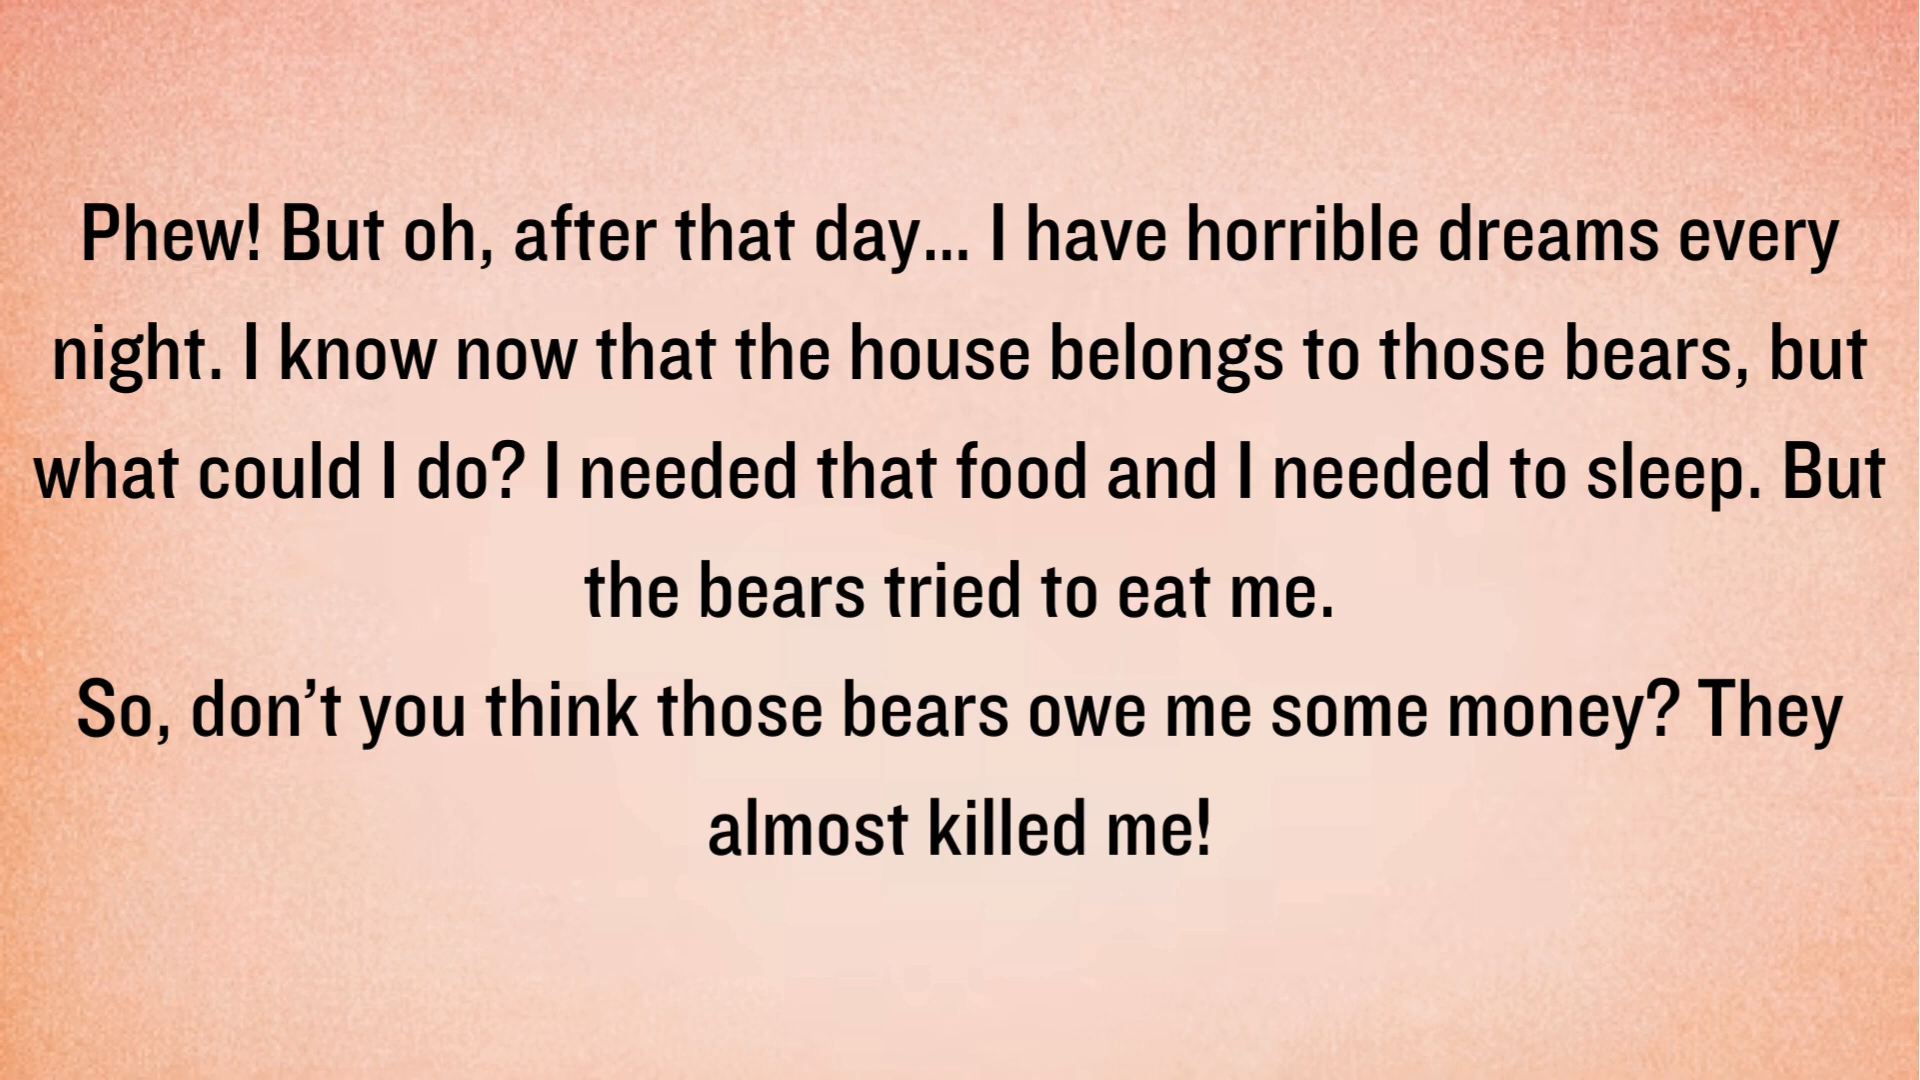 Phew! But oh, after that day... I have horrible dreams every
night. I know now that the house belongs to those bears, but
what could I do? I needed that food and I needed to sleep. But
the bears tried to eat me.
So, don’t you think those bears owe me some money? They
almost killed me!